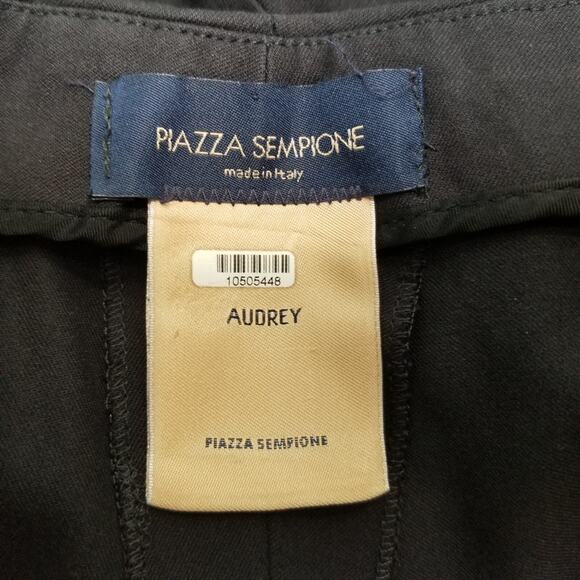 PIAZZA SEMPIONE
made in Italy
10505448
AUDREY
PIAZZA SEMPIONE